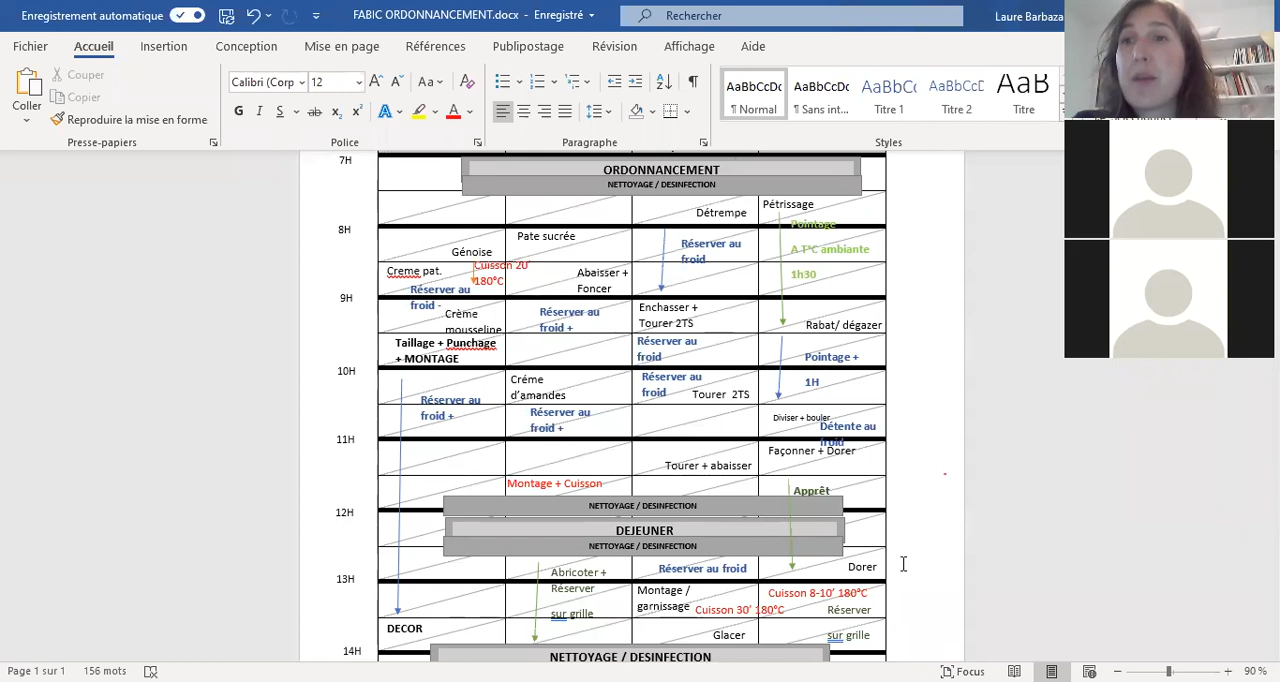 Enregistrement automatique
FABIC ORDONNANCEMENT.docx - Enregistré
Rechercher
Laure Barbaza
Fichier Accueil Insertion Conception Mise en page Références Publipostage Révision Affichage Aide
Coller
Couper
Copier
Reproduire la mise en forme
Presse-papiers
Calibri (Corp 12
Aa
G I S ab x₂ x²
Police
Paragraphe
AaBbCcDc AaBbCcDc AaBbC AaBbCcD AaB
¶ Normal ¶ Sans int... Titre 1 Titre 2 Titre
Styles
7H
ORDONNANCEMENT
NETTOYAGE / DESINFECTION
Détrempe
Pétrissage
Pointage
A T°C ambiante
1h30
8H
Pate sucrée
Génoise
Réserver au
froid
Creme pat.
Cuisson 20'
180°C
Abaisser +
Foncer
Réserver au
froid -
9H
Crème
mousseline
Réserver au
froid +
Enchasser +
Tourer 2TS
Rabat/ dégazer
Taillage + Punchage
+ MONTAGE
Réserver au
froid
Pointage +
1H
10H
Créme
d'amandes
Réserver au
froid
Tourer 2TS
Réserver au
froid +
Réserver au
froid +
Diviser + bouler
Détente au
froid
11H
Façonner + Dorer
Tourer + abaisser
Montage + Cuisson
Apprêt
NETTOYAGE / DESINFECTION
12H
DEJEUNER
NETTOYAGE / DESINFECTION
Abricoter +
Réserver
sur grille
Réserver au froid
Dorer
13H
Montage /
garnissage
Cuisson 30' 180°C
Cuisson 8-10' 180°C
Réserver
sur grille
DECOR
Glacer
14H
NETTOYAGE / DESINFECTION
Page 1 sur 1 156 mots
Focus
90 %